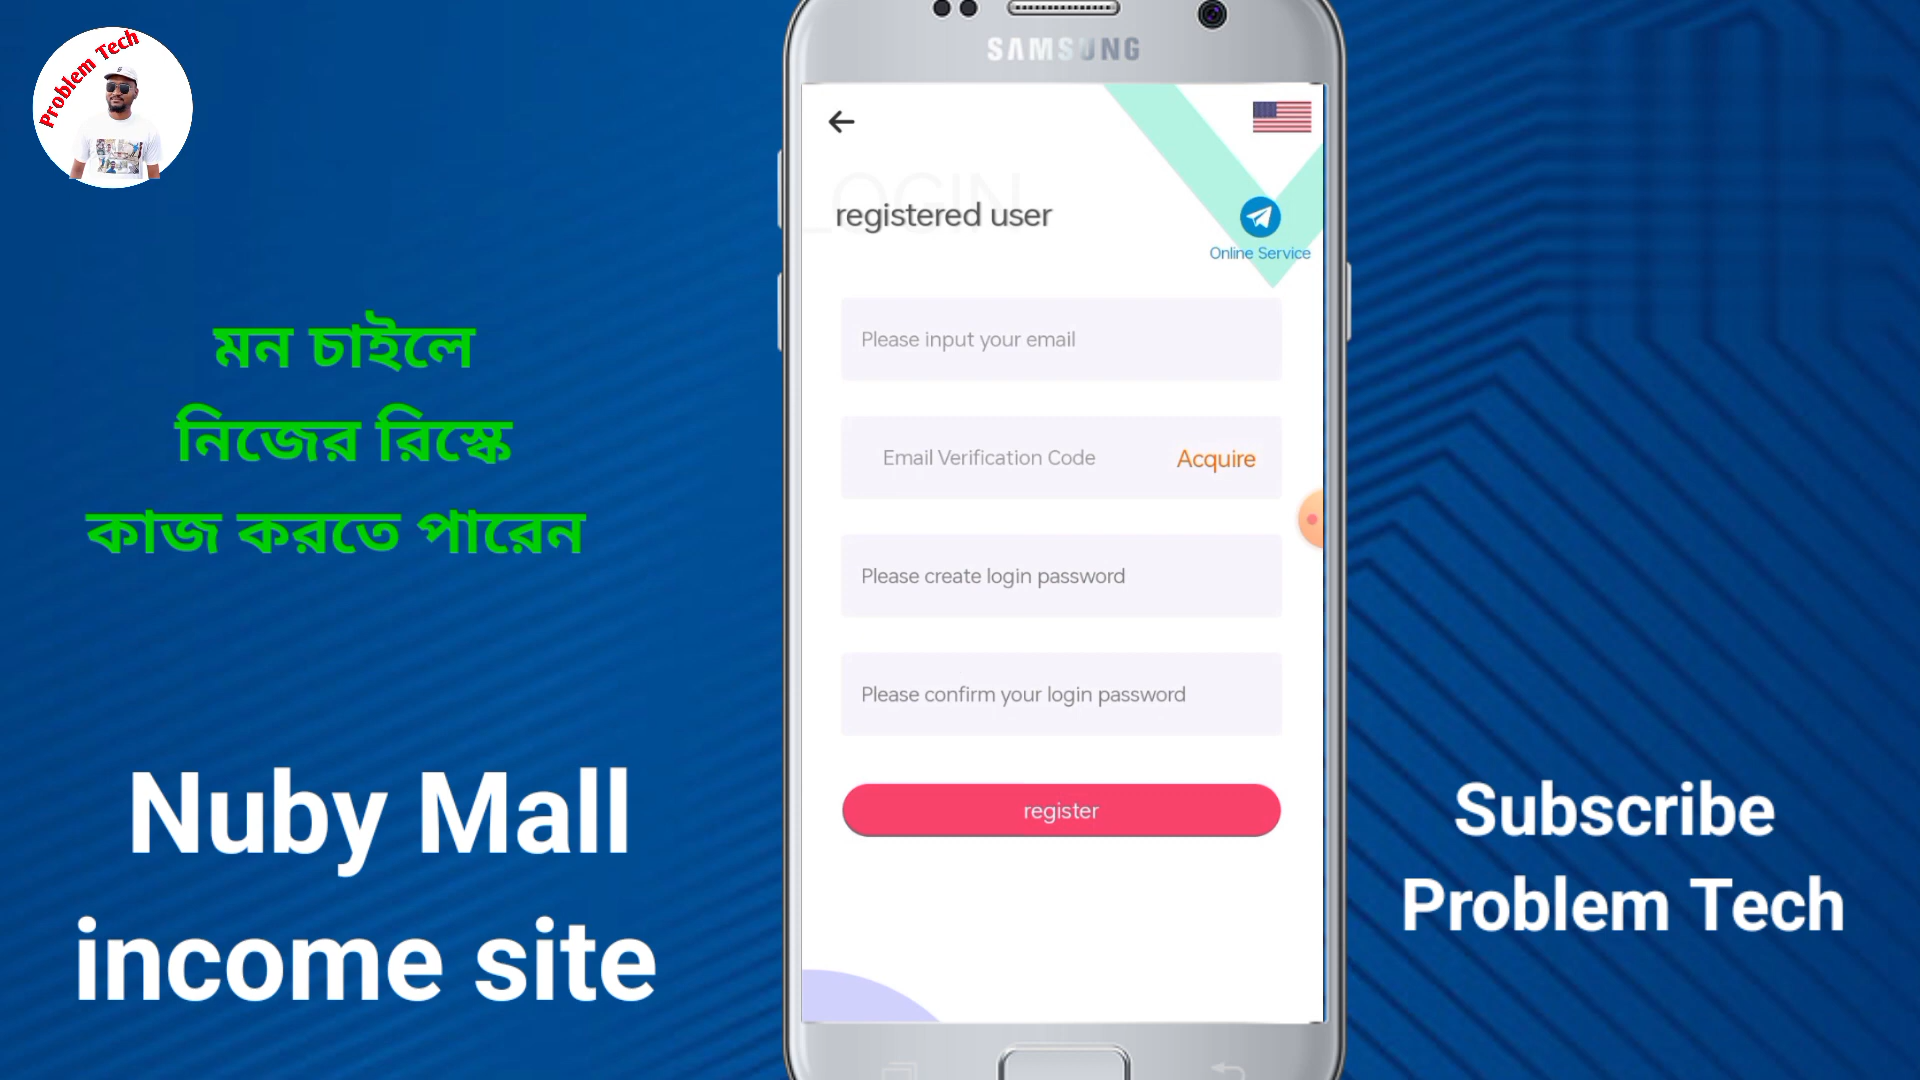 Problem Tech
SAMSUNG
LOGIN
registered user
Online Service
Please input your email
Email Verification Code
Acquire
Please create login password
Please confirm your login password
register
মন চাইলে
নিজের রিস্কে
কাজ করতে পারেন
Nuby Mall
income site
Subscribe
Problem Tech